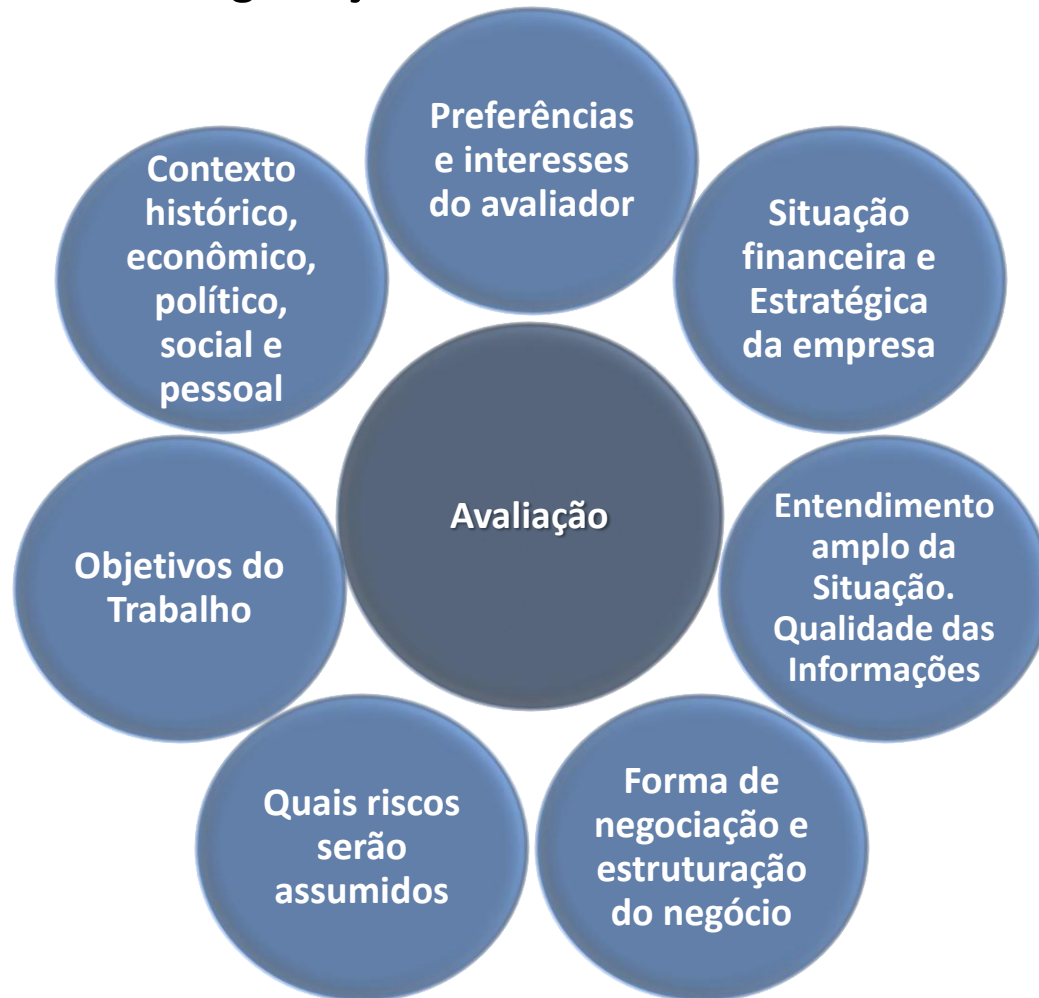 Preferências
e interesses
do avaliador
Situação
financeira e
Estratégica
da empresa
Entendimento
amplo da
Situação.
Qualidade das
Informações
Forma de
negociação e
estruturação
do negócio
Quais riscos
serão
assumidos
Objetivos do
Trabalho
Contexto
histórico,
econômico,
político,
social e
pessoal
Avaliação